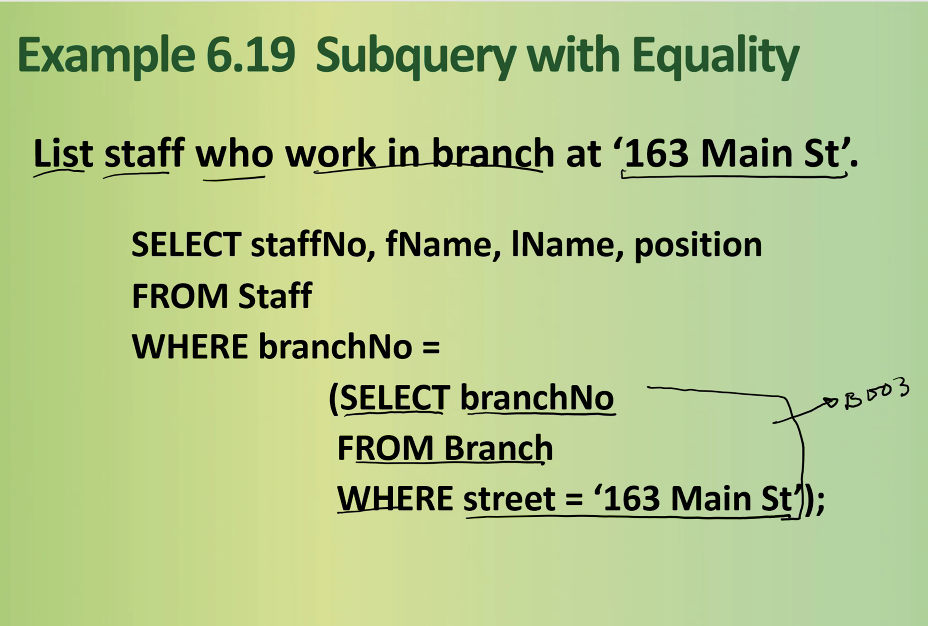 Example 6.19 Subquery with Equality
List staff who work in branch at ‘163 Main St’.
SELECT staffNo, fName, lName, position
FROM Staff
WHERE branchNo =
(SELECT branchNo
B003
FROM Branch
WHERE street = ‘163 Main St’);